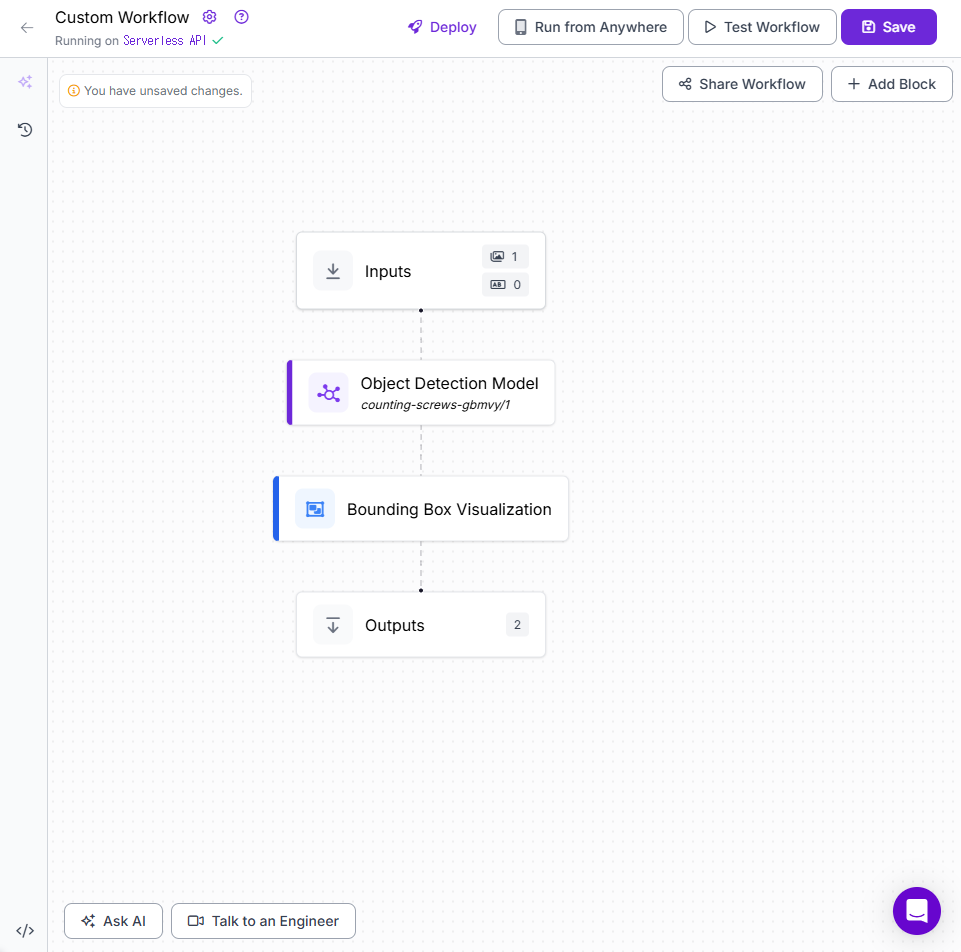 Custom Workflow
Running on Serverless API
Deploy
Run from Anywhere
Test Workflow
Save
You have unsaved changes.
Share Workflow
Add Block
Inputs
1
AB 0
Object Detection Model
counting-screws-gbmvy/1
Bounding Box Visualization
Outputs
2
Ask AI
Talk to an Engineer